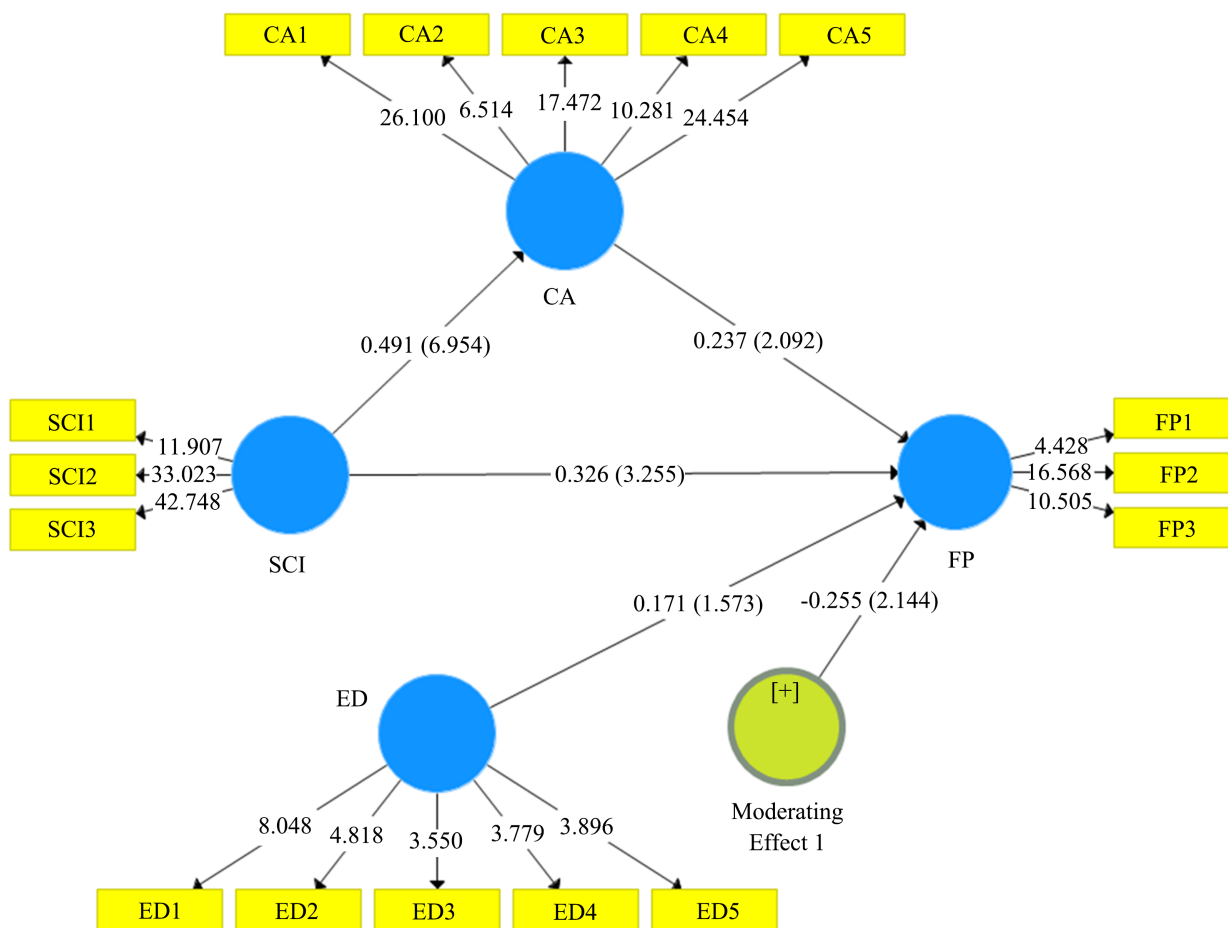 CA1
CA2
CA3
CA4
CA5
26.100
6.514
17.472
10.281
24.454
CA
0.491 (6.954)
0.237 (2.092)
SCI1
SCI2
SCI3
11.907
33.023
42.748
SCI
0.326 (3.255)
FP1
FP2
FP3
4.428
16.568
10.505
FP
0.171 (1.573)
-0.255 (2.144)
ED
[+]
Moderating
Effect 1
8.048
4.818
3.550
3.779
3.896
ED1
ED2
ED3
ED4
ED5